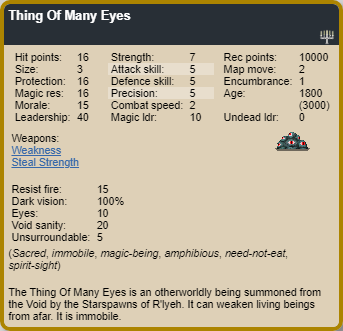 Thing Of Many Eyes
Hit points: 16 Strength: 7 Rec points: 10000
Size: 3 Attack skill: 5 Map move: 2
Protection: 16 Defence skill: 5 Encumbrance: 1
Magic res: 16 Precision: 5 Age: 1800
Morale: 15 Combat speed: 2 (3000)
Leadership: 40 Magic ldr: 10 Undead ldr: 0
Weapons:
Weakness
Steal Strength
Resist fire: 15
Dark vision: 100%
Eyes: 10
Void sanity: 20
Unsurroundable: 5
(Sacred, immobile, magic-being, amphibious, need-not-eat,
spirit-sight)
The Thing Of Many Eyes is an otherworldly being summoned from
the Void by the Starspawns of R'lyeh. It can weaken living beings
from afar. It is immobile.